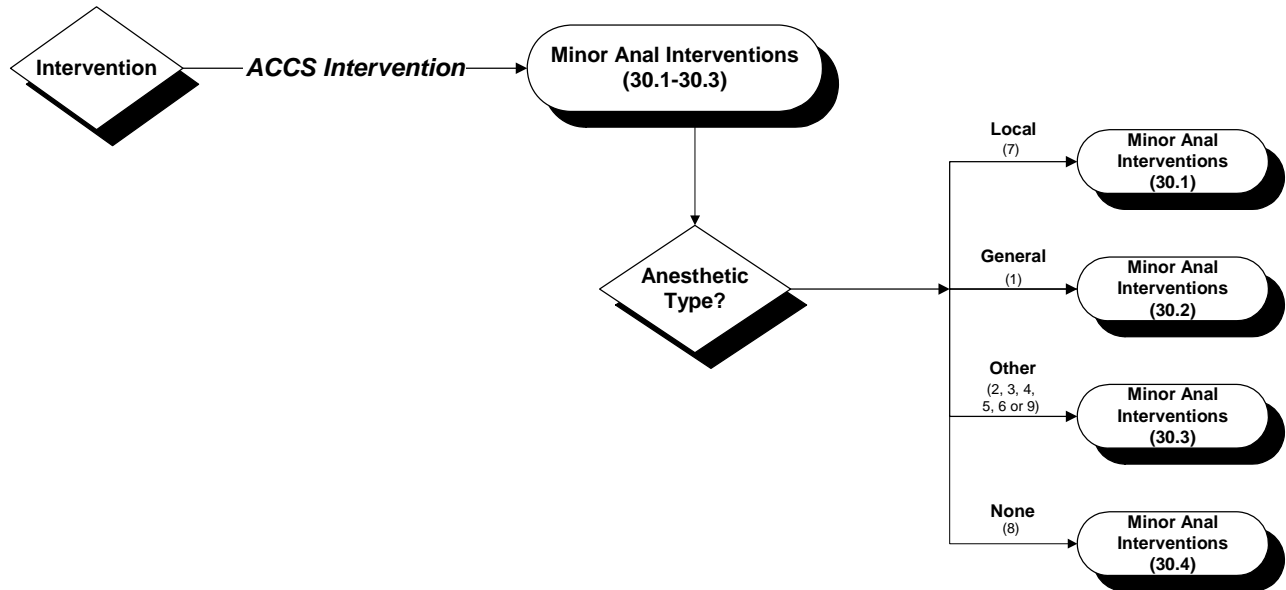 Intervention
ACCS Intervention
Minor Anal Interventions
(30.1-30.3)
Anesthetic
Type?
Local
(7)
Minor Anal
Interventions
(30.1)
General
(1)
Minor Anal
Interventions
(30.2)
Other
(2, 3, 4,
5, 6 or 9)
Minor Anal
Interventions
(30.3)
None
(8)
Minor Anal
Interventions
(30.4)